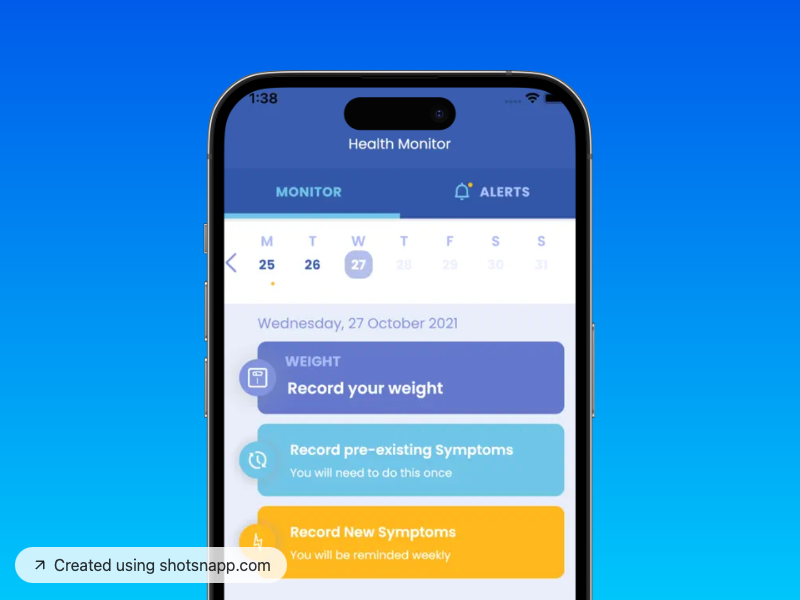 1:38
Health Monitor
MONITOR
ALERTS
M T W T F S S
25 26 27 28 29 30 31
Wednesday, 27 October 2021
WEIGHT
Record your weight
Record pre-existing Symptoms
You will need to do this once
Record New Symptoms
You will be reminded weekly
Created using shotsnapp.com